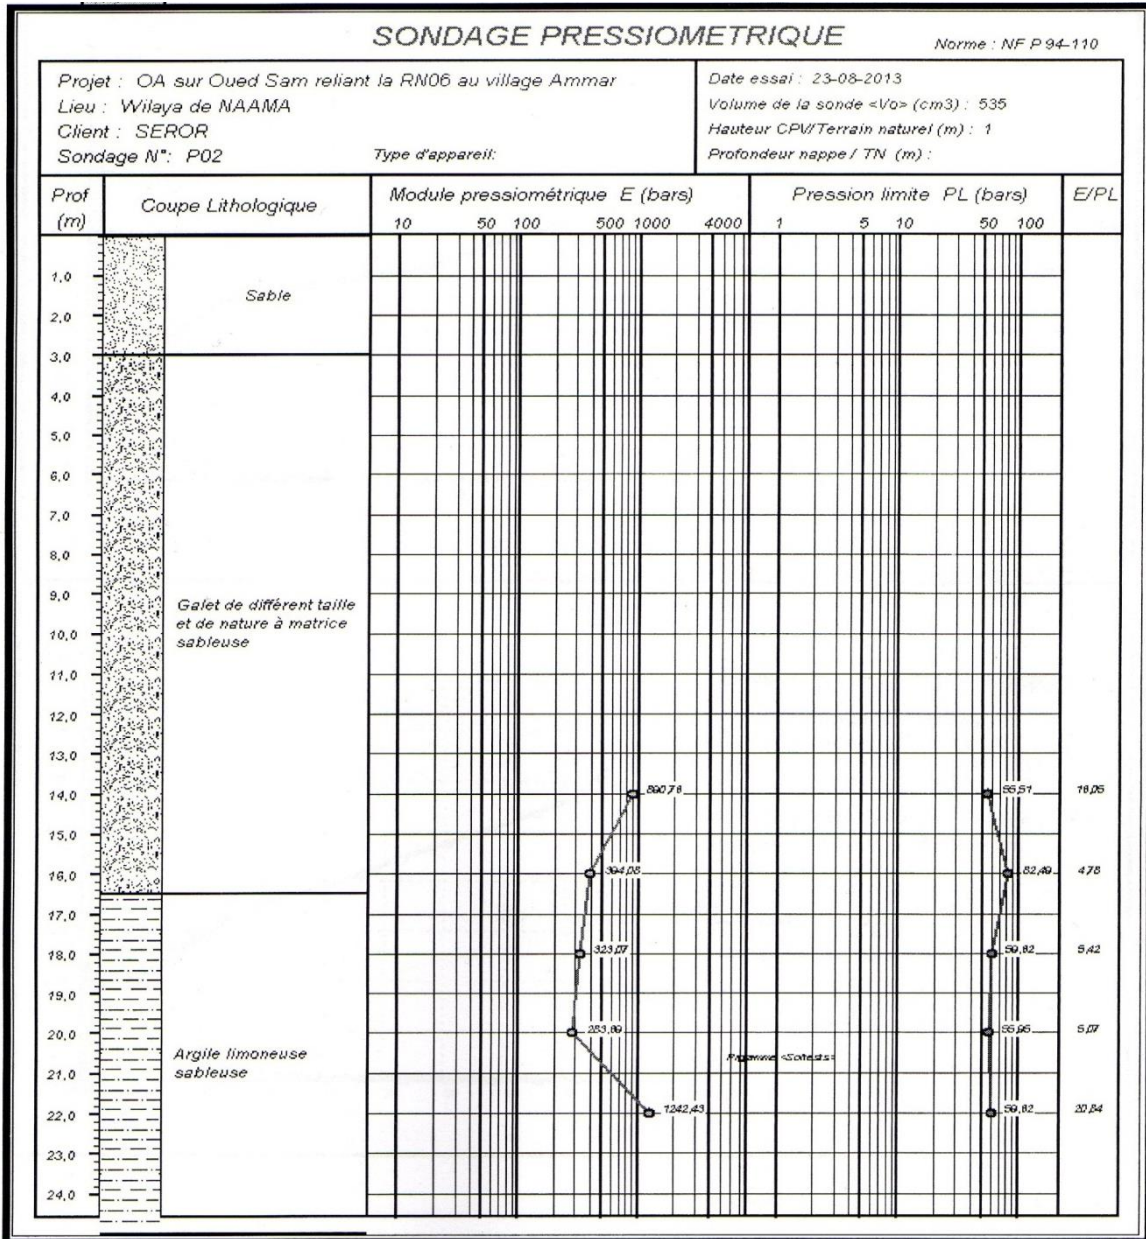 SONDAGE PRESSIOMETRIQUE
Norme : NF P 94-110
Projet : OA sur Oued Sam reliant la RN06 au village Ammar
Lieu : Wilaya de NAAMA
Client : SEROR
Sondage N°: P02 Type d'appareil:
Date essai : 23-08-2013
Volume de la sonde <Vo> (cm3) : 535
Hauteur CPV/Terrain naturel (m) : 1
Profondeur nappe / TN (m) :
Prof (m)
Coupe Lithologique
Module pressiométrique E (bars)
10 50 100 500 1000 4000
Pression limite PL (bars)
1 5 10 50 100
E/PL
1,0
Sable
2,0
3,0
4,0
5,0
6,0
7,0
8,0
9,0
Galet de différent taille
et de nature à matrice
10,0
sableuse
11,0
12,0
13,0
14,0 890,76 55,51 16,05
15,0
16,0 394,06 82,49 4,78
17,0
18,0 323,07 59,62 5,42
19,0
20,0 283,69 55,95 5,07
Argile limoneuse
sableuse
21,0
22,0 1242,43 59,62 20,84
23,0
24,0